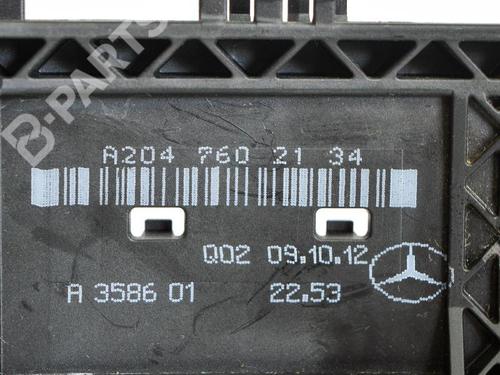 B-PARTS
A204 760 21 34
Q02 09.10.12
A 3586 01 22.53